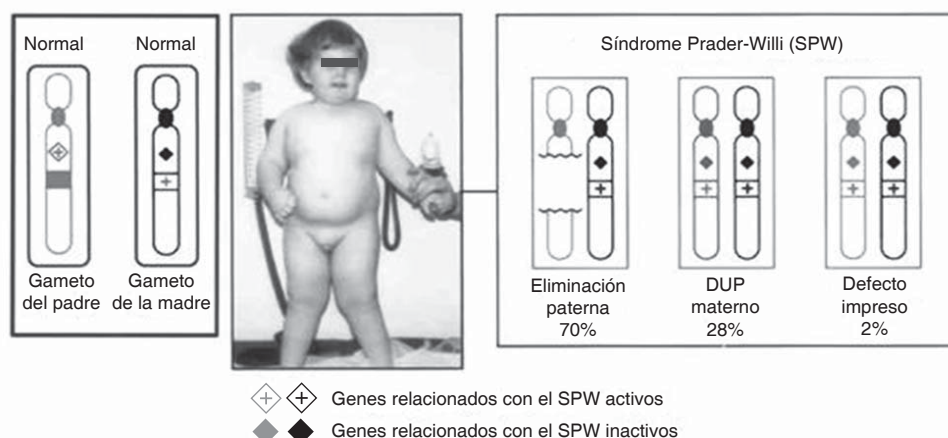 Normal
Normal
Gameto
del padre
Gameto
de la madre
Síndrome Prader-Willi (SPW)
Eliminación
paterna
70%
DUP
materno
28%
Defecto
impreso
2%
Genes relacionados con el SPW activos
Genes relacionados con el SPW inactivos